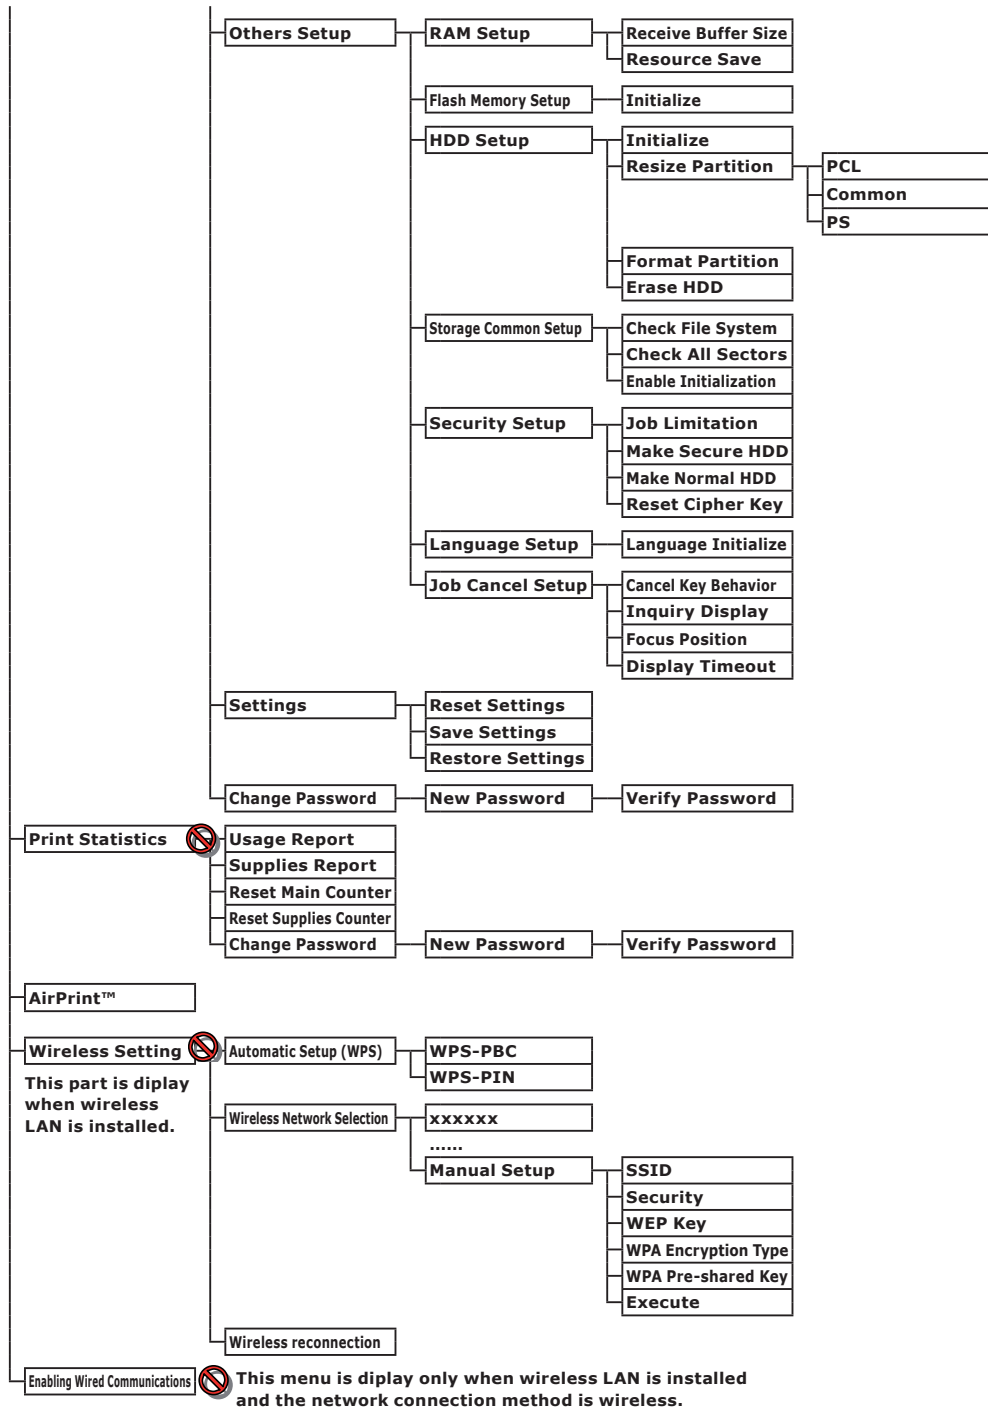 Others Setup
RAM Setup
Receive Buffer Size
Resource Save
Flash Memory Setup
Initialize
HDD Setup
Initialize
Resize Partition
PCL
Common
PS
Format Partition
Erase HDD
Storage Common Setup
Check File System
Check All Sectors
Enable Initialization
Security Setup
Job Limitation
Make Secure HDD
Make Normal HDD
Reset Cipher Key
Language Setup
Language Initialize
Job Cancel Setup
Cancel Key Behavior
Inquiry Display
Focus Position
Display Timeout
Settings
Reset Settings
Save Settings
Restore Settings
Change Password
New Password
Verify Password
Print Statistics
Usage Report
Supplies Report
Reset Main Counter
Reset Supplies Counter
Change Password
New Password
Verify Password
AirPrint™
Wireless Setting
This part is diplay
when wireless
LAN is installed.
Automatic Setup (WPS)
WPS-PBC
WPS-PIN
Wireless Network Selection
xxxxxx
......
Manual Setup
SSID
Security
WEP Key
WPA Encryption Type
WPA Pre-shared Key
Execute
Wireless reconnection
Enabling Wired Communications
This menu is diplay only when wireless LAN is installed
and the network connection method is wireless.